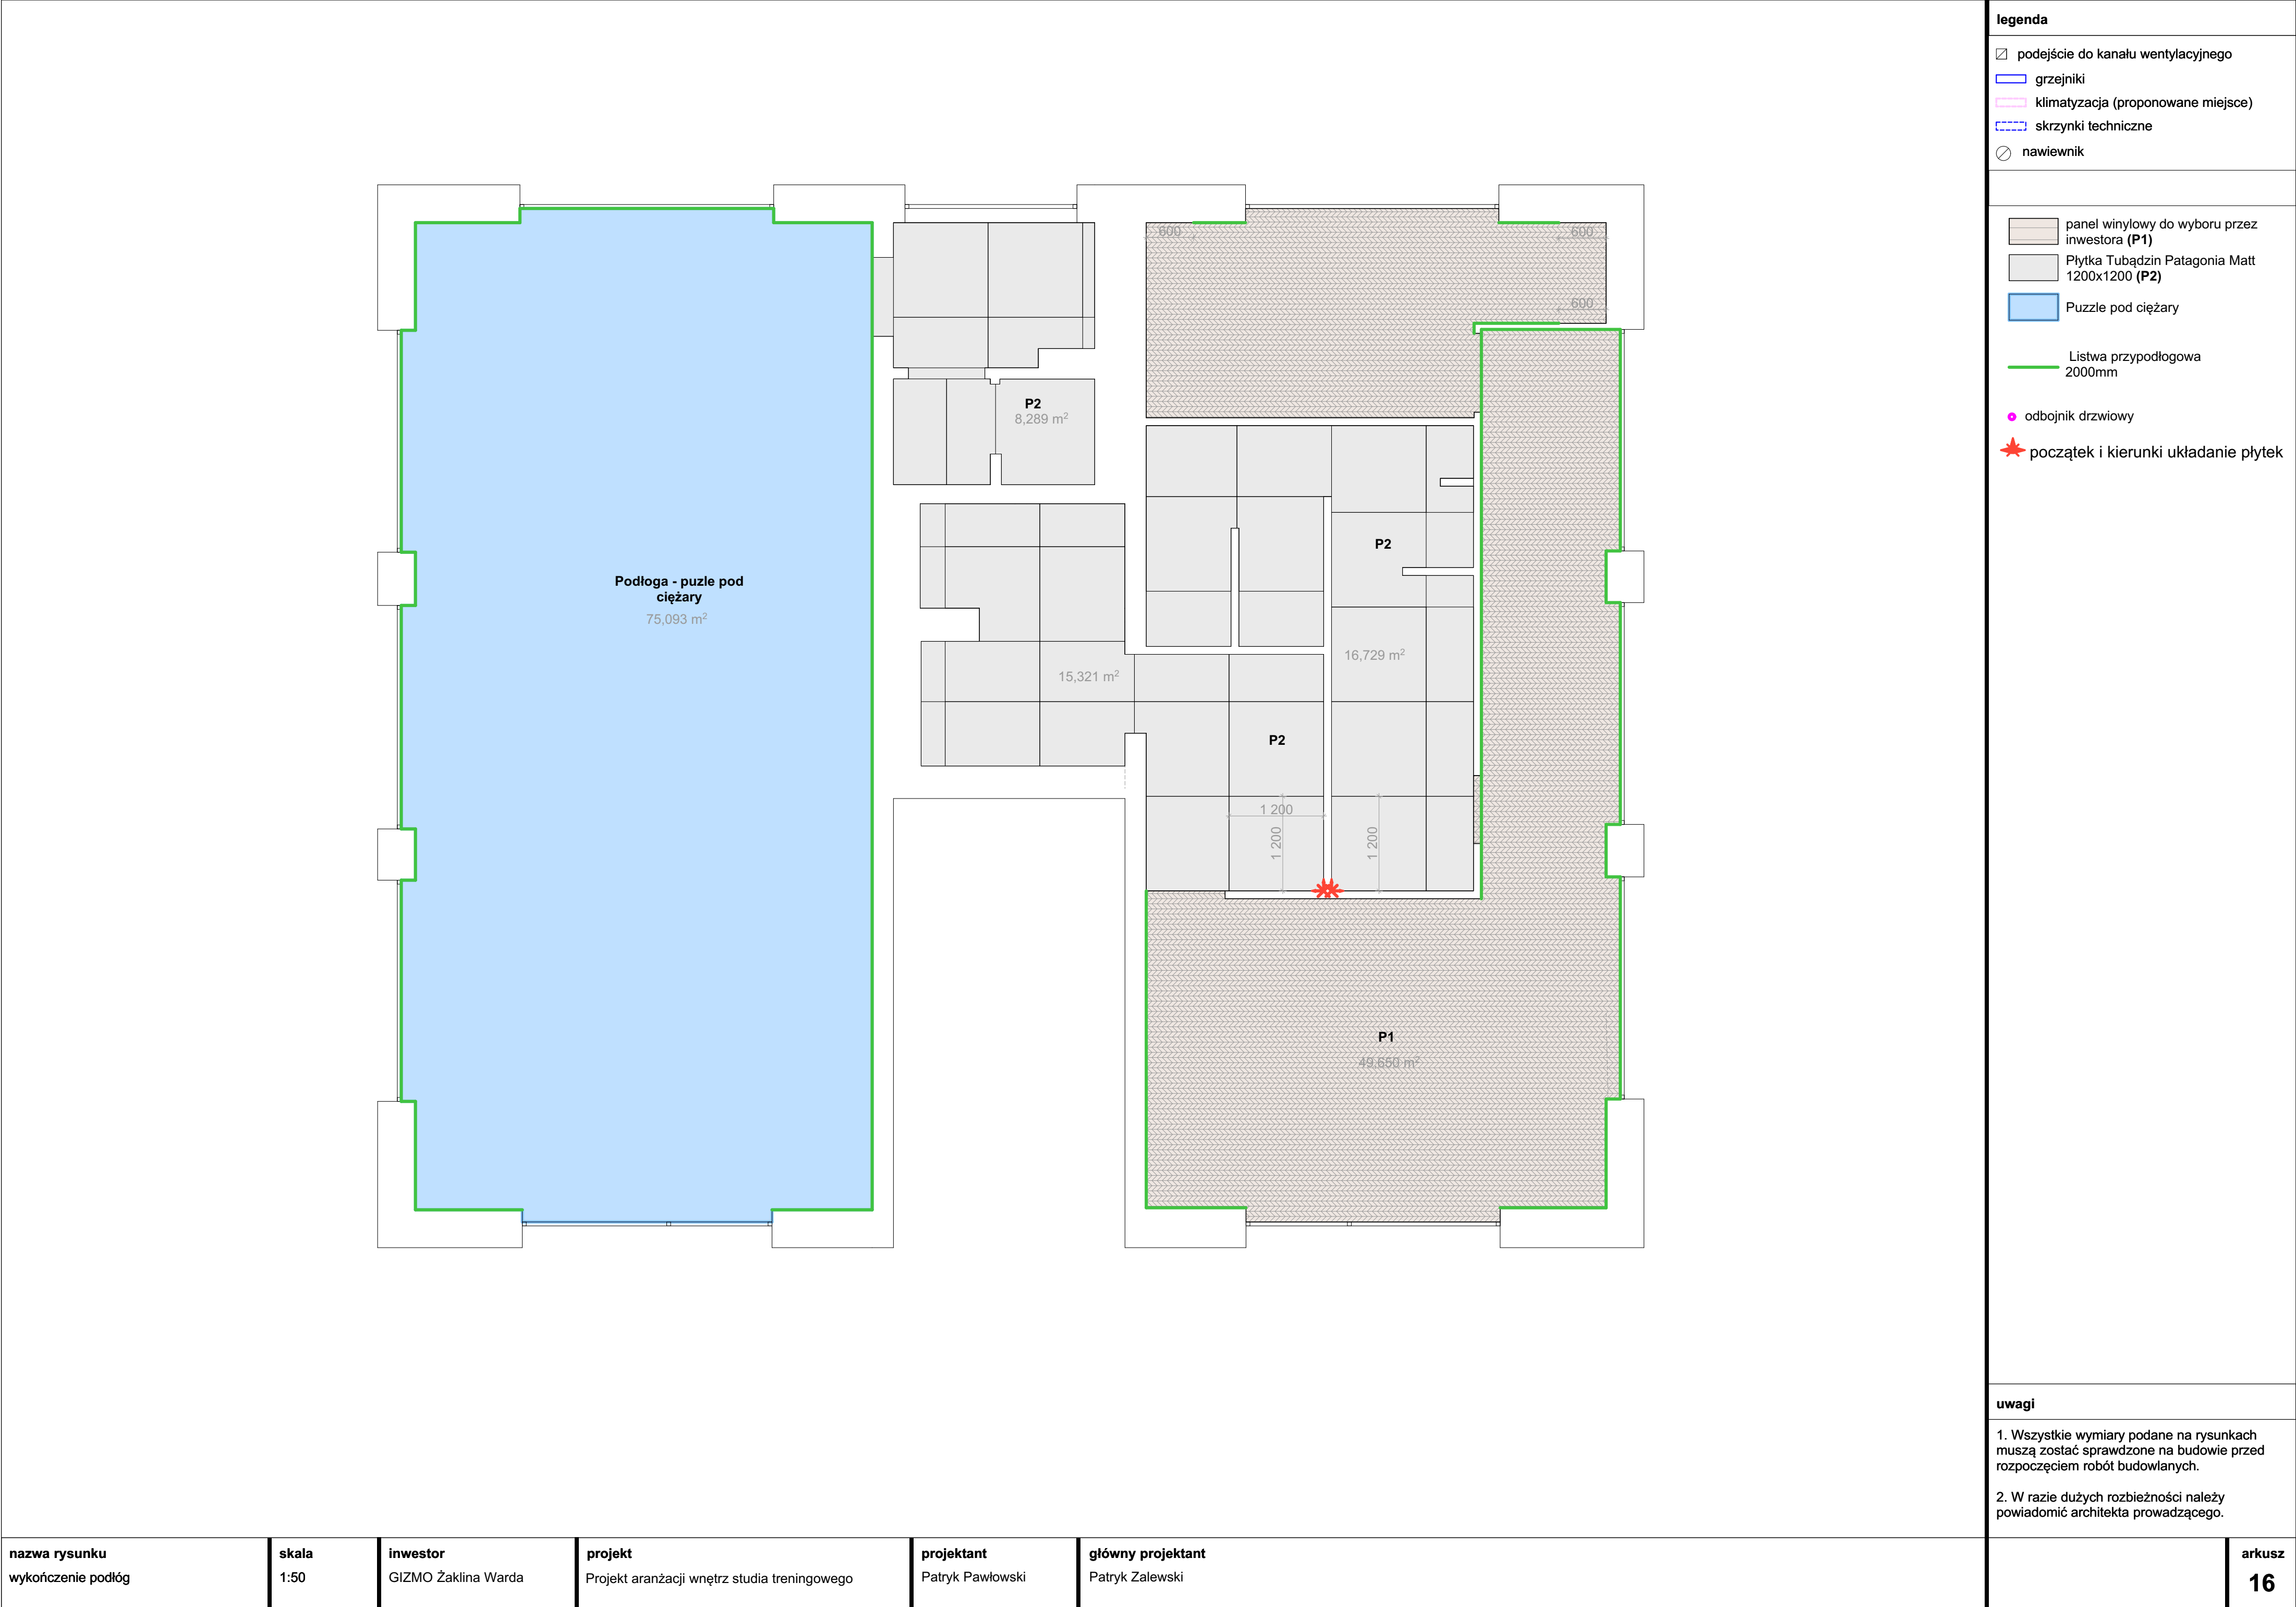 legenda
podejście do kanału wentylacyjnego
grzejniki
klimatyzacja (proponowane miejsce)
skrzynki techniczne
nawiewnik
panel winylowy do wyboru przez
inwestora (P1)
Płytka Tubądzin Patagonia Matt
1200x1200 (P2)
Puzzle pod ciężary
Listwa przypodłogowa
2000mm
odbojnik drzwiowy
początek i kierunki układanie płytek
600
600
600
P2
8,289 m²
Podłoga - puzle pod
ciężary
75,093 m²
P2
16,729 m²
15,321 m²
P2
1 200
1 200
1 200
P1
49,650 m²
uwagi
1. Wszystkie wymiary podane na rysunkach
muszą zostać sprawdzone na budowie przed
rozpoczęciem robót budowlanych.
2. W razie dużych rozbieżności należy
powiadomić architekta prowadzącego.
nazwa rysunku
wykończenie podłóg
skala
1:50
inwestor
GIZMO Żaklina Warda
projekt
Projekt aranżacji wnętrz studia treningowego
projektant
Patryk Pawłowski
główny projektant
Patryk Zalewski
arkusz
16